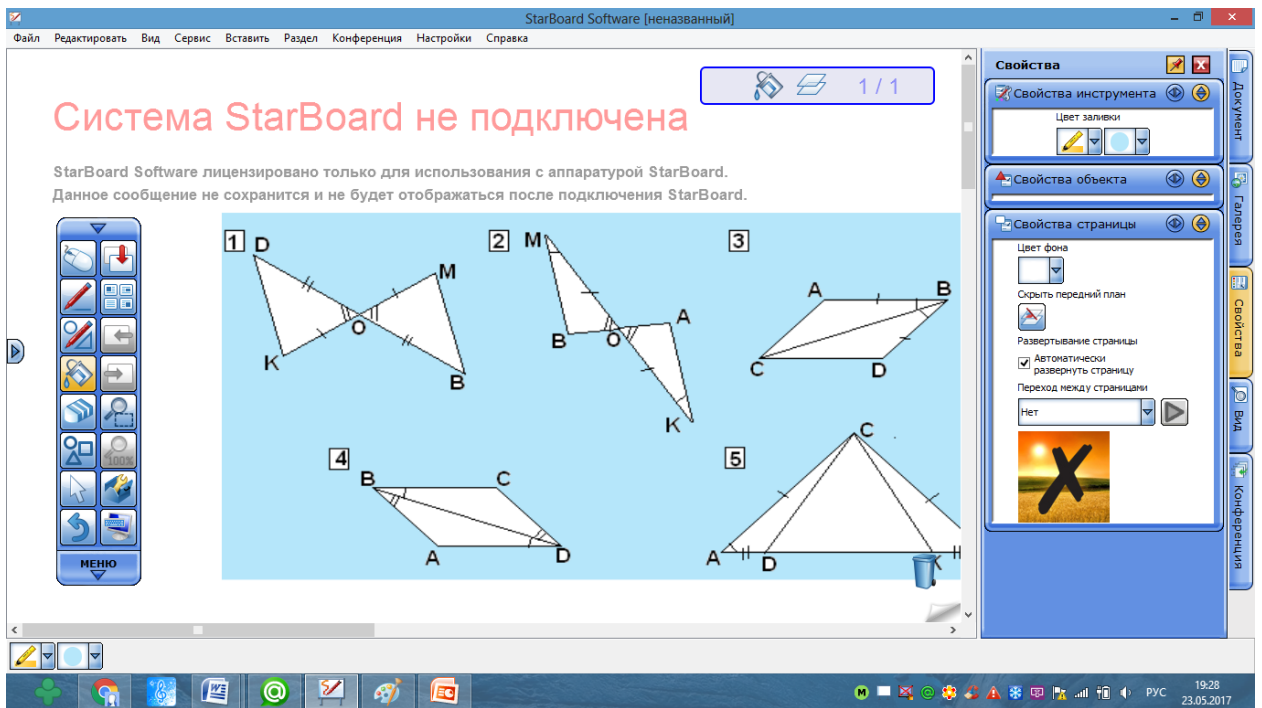 StarBoard Software [неназванный]
Файл Редактировать Вид Сервис Вставить Раздел Конференция Настройки Справка
1 / 1
Система StarBoard не подключена
StarBoard Software лицензировано только для использования с аппаратурой StarBoard.
Данное сообщение не сохранится и не будет отображаться после подключения StarBoard.
100%
МЕНЮ
1 D M O K B
2 M A B O K
3 A B C D
4 B C A D
5 C A D K
Свойства
Свойства инструмента
Цвет заливки
Свойства объекта
Свойства страницы
Цвет фона
Скрыть передний план
Развертывание страницы
Автоматически
развернуть страницу
Переход между страницами
Нет
Документ
Галерея
Свойства
Вид
Конференция
РУС
19:28
23.05.2017